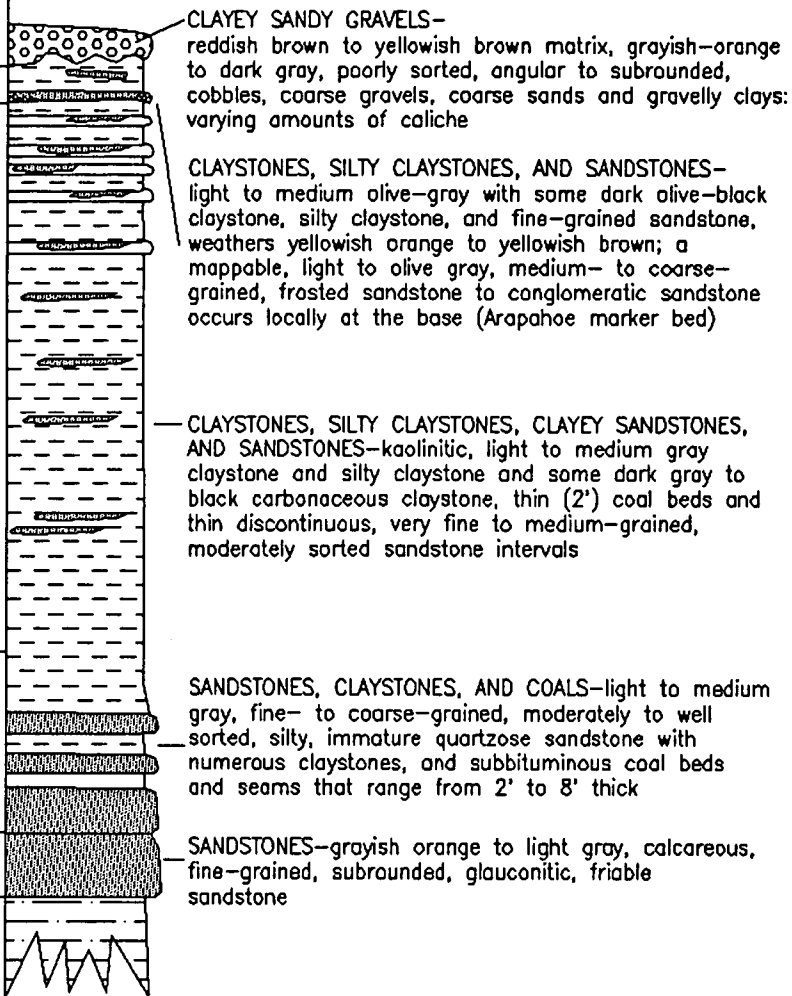 CLAYEY SANDY GRAVELS–
reddish brown to yellowish brown matrix, grayish–orange
to dark gray, poorly sorted, angular to subrounded,
cobbles, coarse gravels, coarse sands and gravelly clays:
varying amounts of caliche
CLAYSTONES, SILTY CLAYSTONES, AND SANDSTONES–
light to medium olive–gray with some dark olive–black
claystone, silty claystone, and fine–grained sandstone,
weathers yellowish orange to yellowish brown; a
mappable, light to olive gray, medium– to coarse–
grained, frosted sandstone to conglomeratic sandstone
occurs locally at the base (Arapahoe marker bed)
CLAYSTONES, SILTY CLAYSTONES, CLAYEY SANDSTONES,
AND SANDSTONES–kaolinitic, light to medium gray
claystone and silty claystone and some dark gray to
black carbonaceous claystone, thin (2') coal beds and
thin discontinuous, very fine to medium–grained,
moderately sorted sandstone intervals
SANDSTONES, CLAYSTONES, AND COALS–light to medium
gray, fine– to coarse–grained, moderately to well
sorted, silty, immature quartzose sandstone with
numerous claystones, and subbituminous coal beds
and seams that range from 2' to 8' thick
SANDSTONES–grayish orange to light gray, calcareous,
fine–grained, subrounded, glauconitic, friable
sandstone